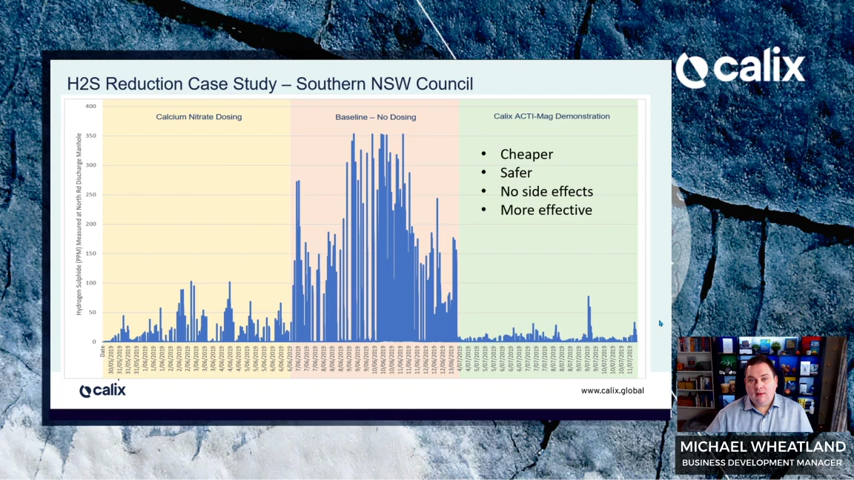 calix
H2S Reduction Case Study – Southern NSW Council
Calcium Nitrate Dosing
Baseline – No Dosing
Calix ACTI-Mag Demonstration
Hydrogen Sulphide (PPM) Measured at North Rd Discharge Manhole
400
350
300
250
200
150
100
50
0
• Cheaper
• Safer
• No side effects
• More effective
Date
calix
www.calix.global
MICHAEL WHEATLAND
BUSINESS DEVELOPMENT MANAGER